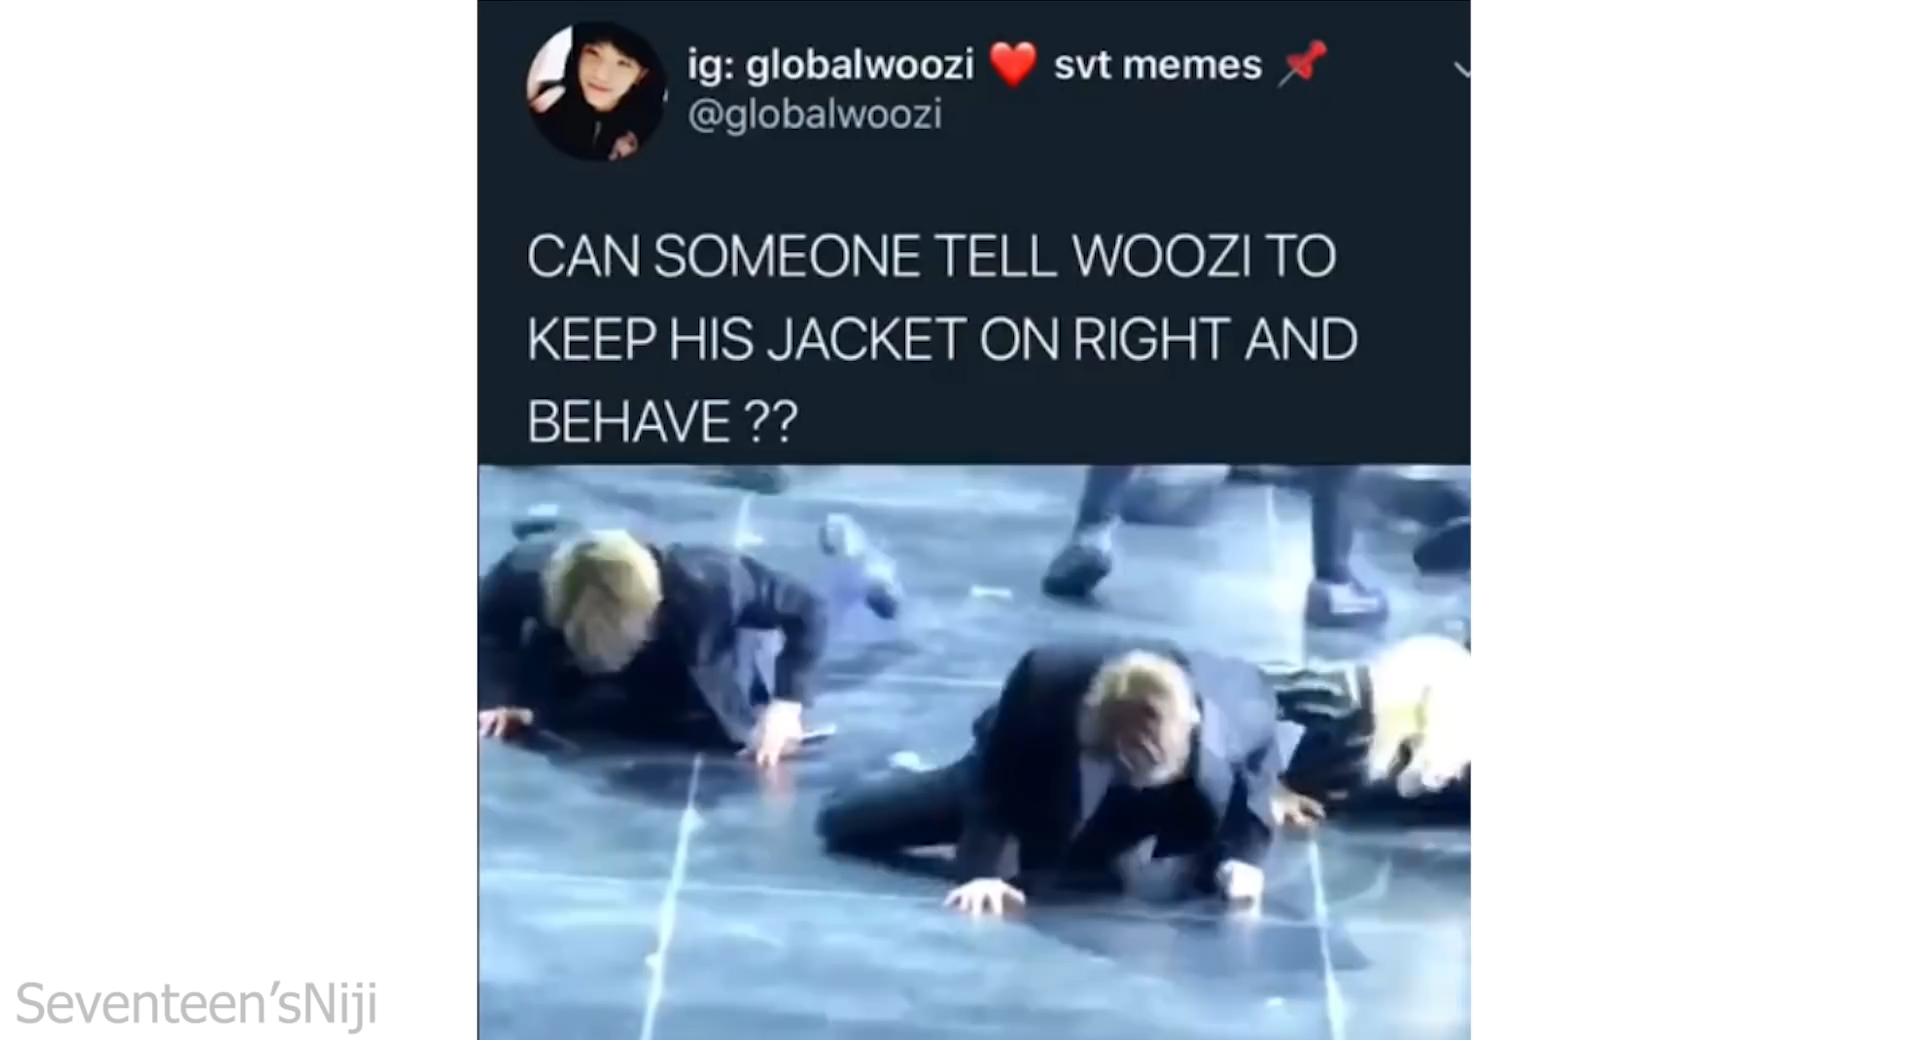 ig: globalwoozi ❤️ svt memes 📌
@globalwoozi
CAN SOMEONE TELL WOOZI TO
KEEP HIS JACKET ON RIGHT AND
BEHAVE ??
Seventeen'sNiji